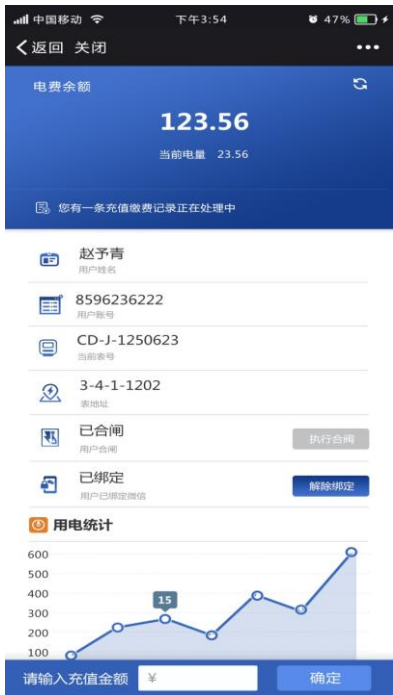 中国移动 下午3:54 47%
返回 关闭
电费余额
123.56
当前电量 23.56
您有一条充值缴费记录正在处理中
赵予青
用户姓名
8596236222
用户账号
CD-J-1250623
当前表号
3-4-1-1202
表地址
已合闸
用户合闸
执行合闸
已绑定
用户已绑定微信
解除绑定
用电统计
600
500
400
15
300
200
100
请输入充值金额 ¥ 确定